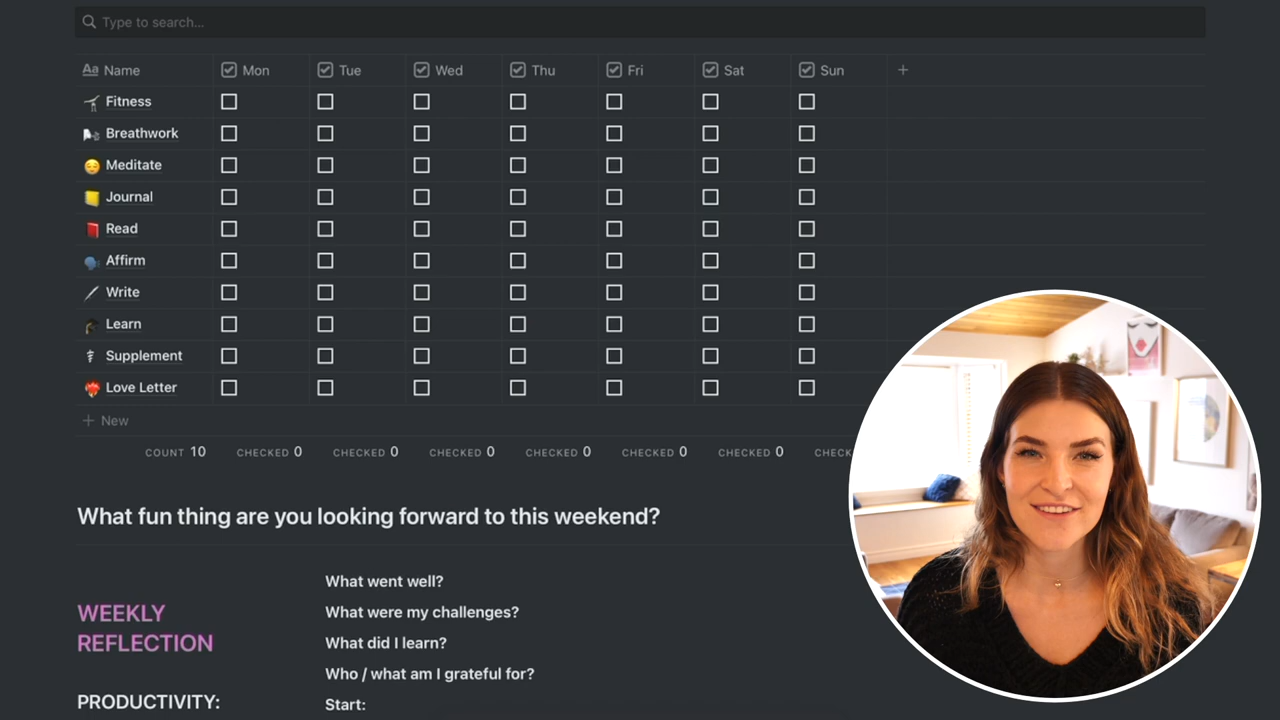 Type to search...
Aa Name Mon Tue Wed Thu Fri Sat Sun +
Fitness
Breathwork
Meditate
Journal
Read
Affirm
Write
Learn
Supplement
Love Letter
+ New
COUNT 10 CHECKED 0 CHECKED 0 CHECKED 0 CHECKED 0 CHECKED 0 CHECKED 0 CHECK
What fun thing are you looking forward to this weekend?
What went well?
WEEKLY
REFLECTION
What were my challenges?
What did I learn?
Who / what am I grateful for?
PRODUCTIVITY:
Start: